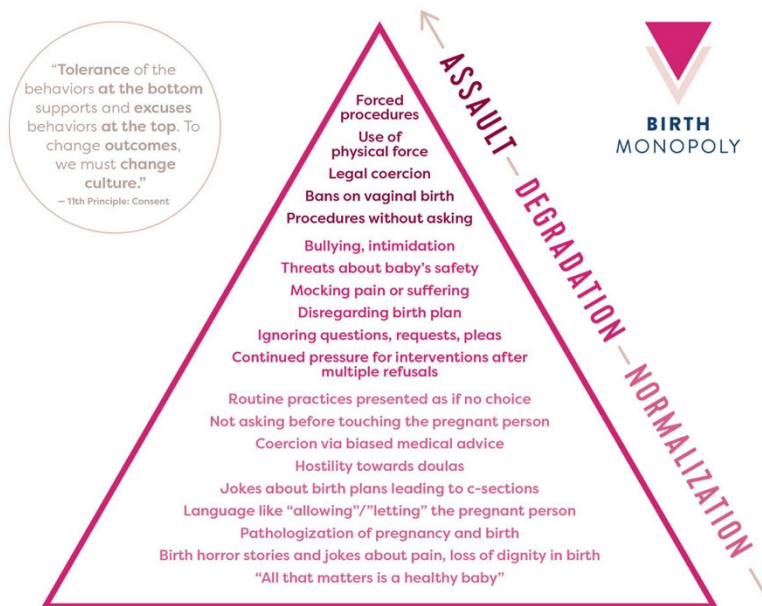 “Tolerance of the
behaviors at the bottom
supports and excuses
behaviors at the top. To
change outcomes,
we must change
culture.”
— 11th Principle: Consent
BIRTH
MONOPOLY
ASSAULT — DEGRADATION — NORMALIZATION —
Forced
procedures
Use of
physical force
Legal coercion
Bans on vaginal birth
Procedures without asking
Bullying, intimidation
Threats about baby’s safety
Mocking pain or suffering
Disregarding birth plan
Ignoring questions, requests, pleas
Continued pressure for interventions after
multiple refusals
Routine practices presented as if no choice
Not asking before touching the pregnant person
Coercion via biased medical advice
Hostility towards doulas
Jokes about birth plans leading to c-sections
Language like “allowing”/”letting” the pregnant person
Pathologization of pregnancy and birth
Birth horror stories and jokes about pain, loss of dignity in birth
“All that matters is a healthy baby”